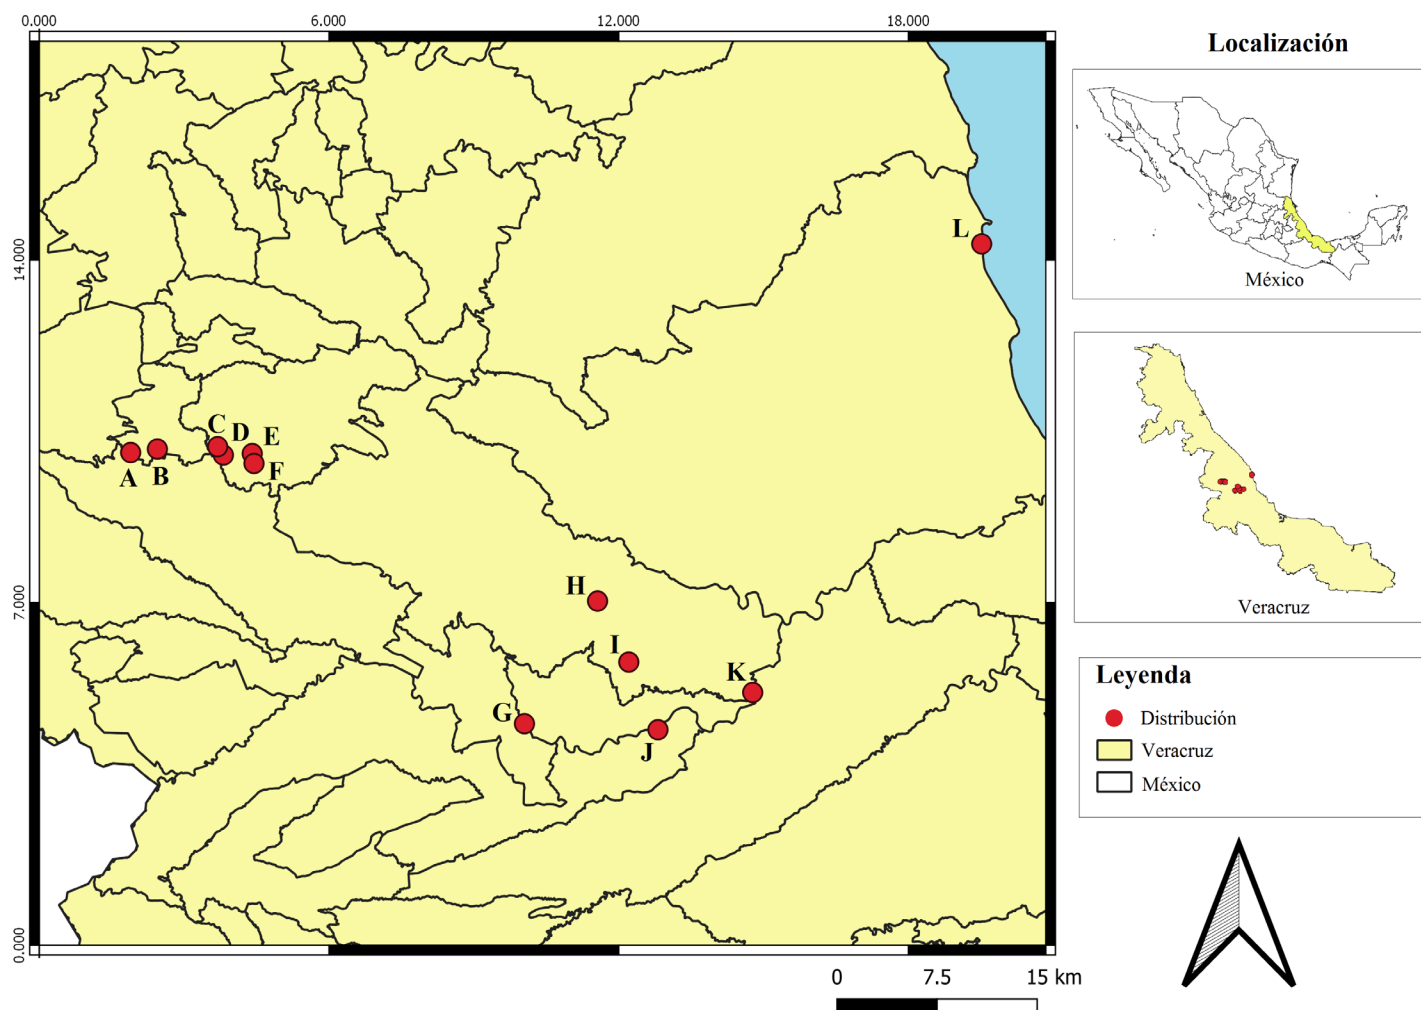 0.000 6.000 12.000 18.000
Localización
14.000
7.000
0.000
L
C
D
E
A
B
F
H
I
K
G
J
México
Veracruz
Leyenda
Distribución
Veracruz
México
0 7.5 15 km